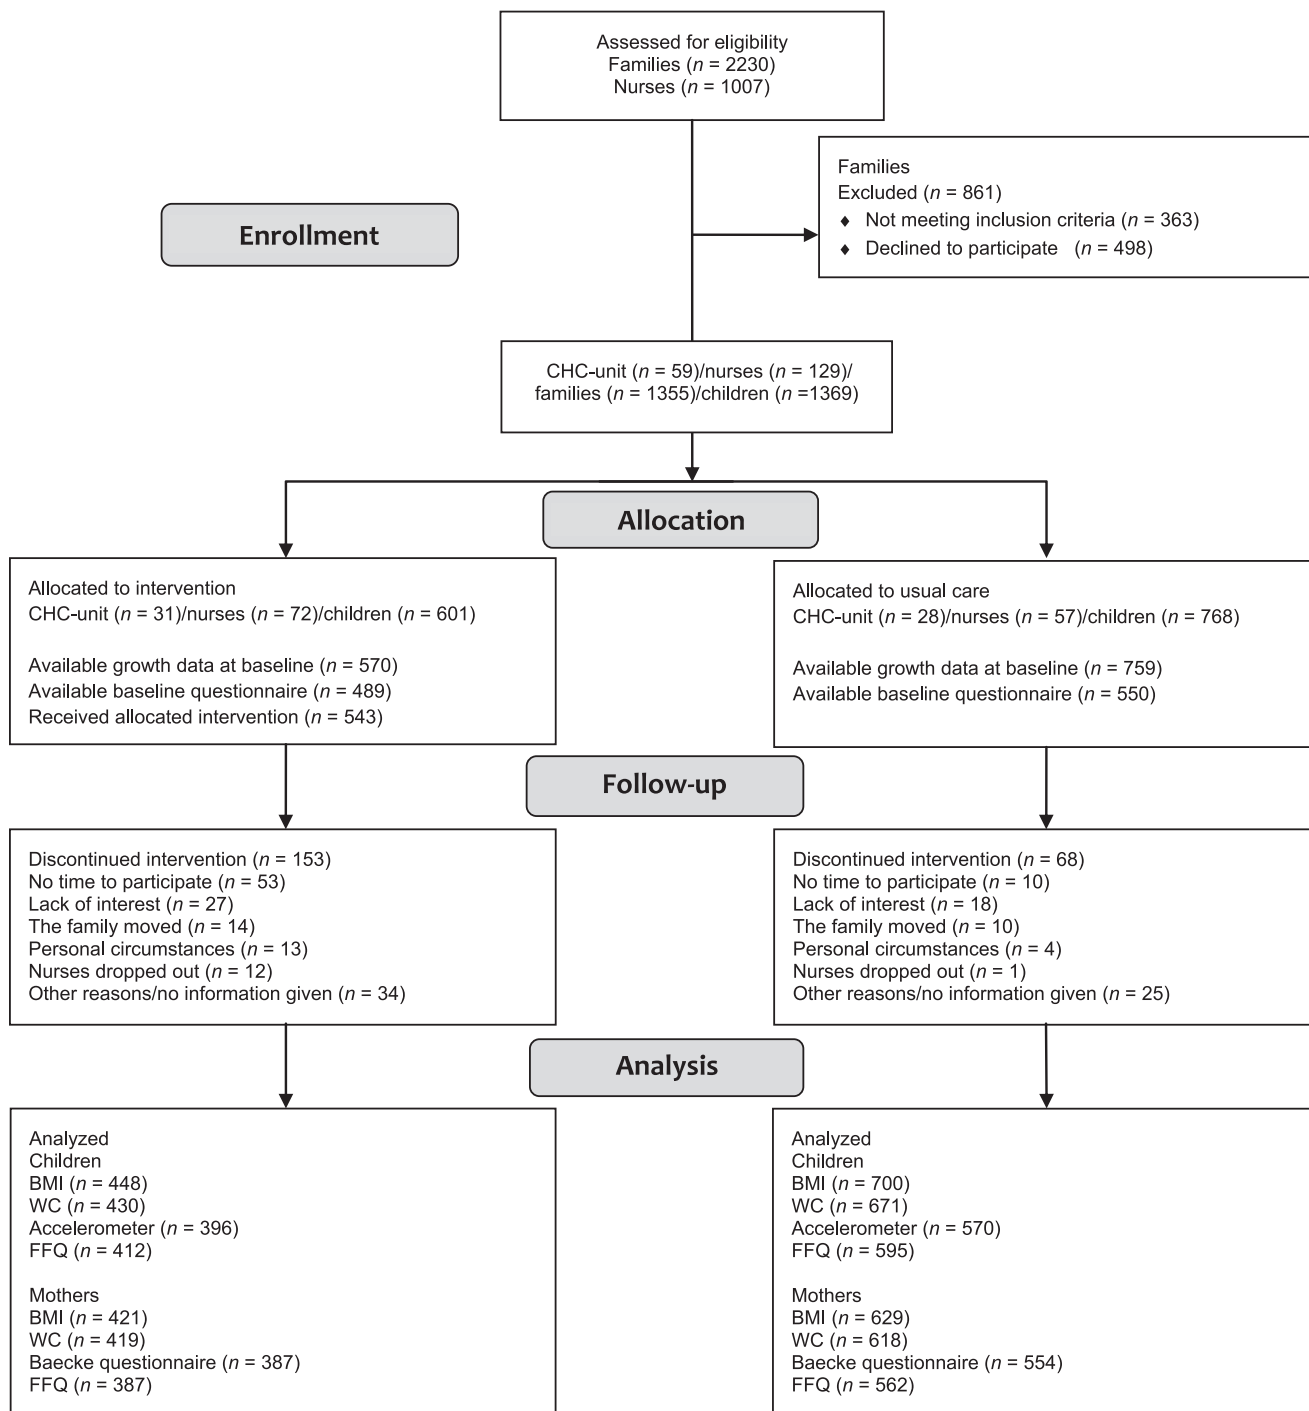 Assessed for eligibility
Families (n = 2230)
Nurses (n = 1007)
Families
Excluded (n = 861)
♦ Not meeting inclusion criteria (n = 363)
♦ Declined to participate (n = 498)
Enrollment
CHC-unit (n = 59)/nurses (n = 129)/
families (n = 1355)/children (n =1369)
Allocation
Allocated to intervention
CHC-unit (n = 31)/nurses (n = 72)/children (n = 601)
Available growth data at baseline (n = 570)
Available baseline questionnaire (n = 489)
Received allocated intervention (n = 543)
Allocated to usual care
CHC-unit (n = 28)/nurses (n = 57)/children (n = 768)
Available growth data at baseline (n = 759)
Available baseline questionnaire (n = 550)
Follow-up
Discontinued intervention (n = 153)
No time to participate (n = 53)
Lack of interest (n = 27)
The family moved (n = 14)
Personal circumstances (n = 13)
Nurses dropped out (n = 12)
Other reasons/no information given (n = 34)
Discontinued intervention (n = 68)
No time to participate (n = 10)
Lack of interest (n = 18)
The family moved (n = 10)
Personal circumstances (n = 4)
Nurses dropped out (n = 1)
Other reasons/no information given (n = 25)
Analysis
Analyzed
Children
BMI (n = 448)
WC (n = 430)
Accelerometer (n = 396)
FFQ (n = 412)
Mothers
BMI (n = 421)
WC (n = 419)
Baecke questionnaire (n = 387)
FFQ (n = 387)
Analyzed
Children
BMI (n = 700)
WC (n = 671)
Accelerometer (n = 570)
FFQ (n = 595)
Mothers
BMI (n = 629)
WC (n = 618)
Baecke questionnaire (n = 554)
FFQ (n = 562)